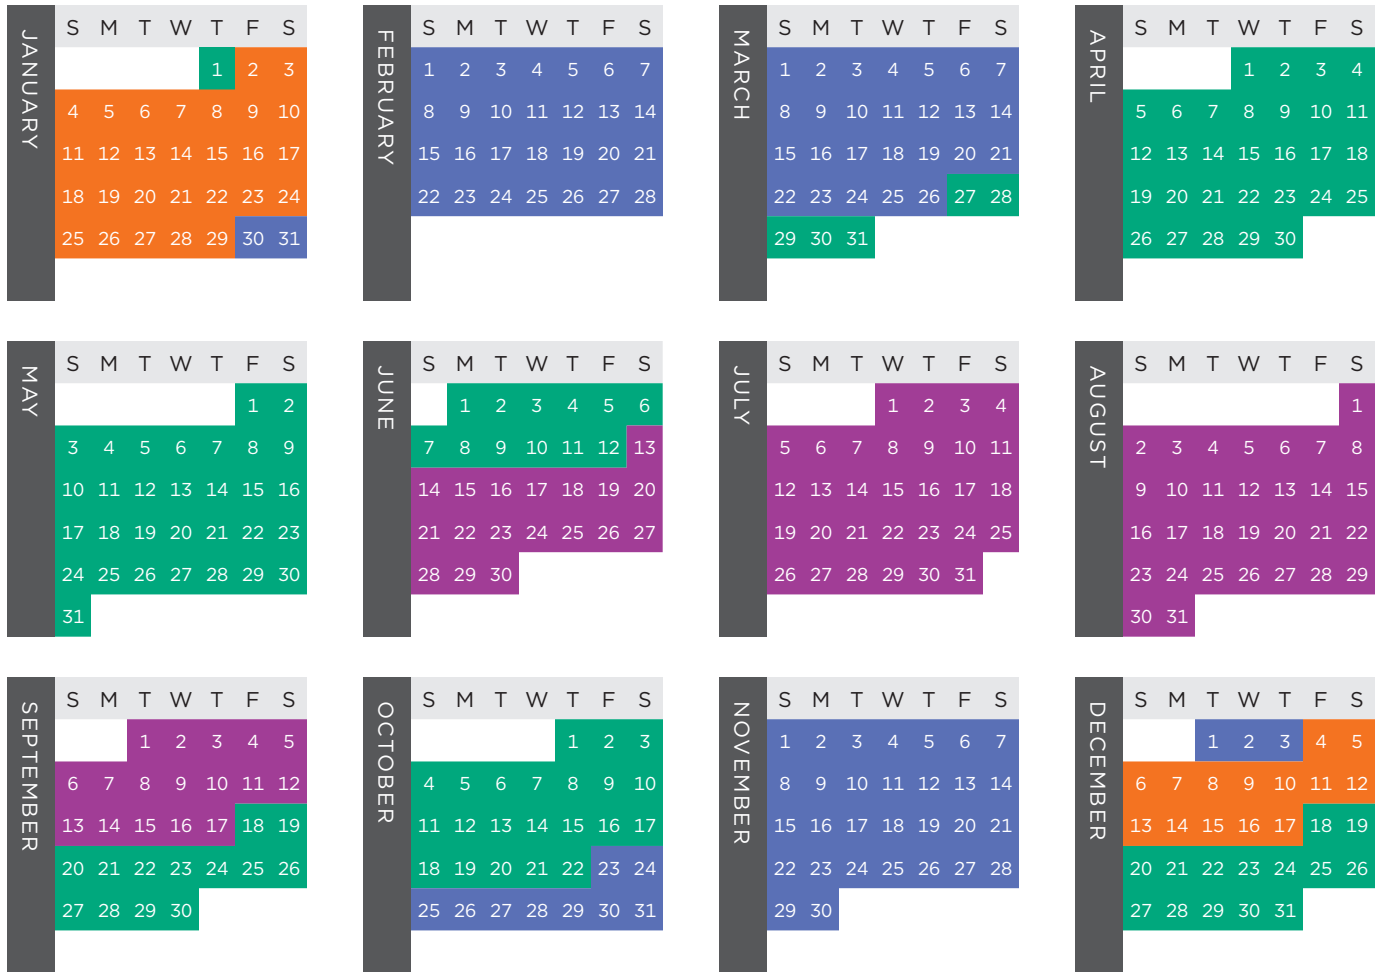 JANUARY
S M T W T F S
1 2 3
4 5 6 7 8 9 10
11 12 13 14 15 16 17
18 19 20 21 22 23 24
25 26 27 28 29 30 31
FEBRUARY
S M T W T F S
1 2 3 4 5 6 7
8 9 10 11 12 13 14
15 16 17 18 19 20 21
22 23 24 25 26 27 28
MARCH
S M T W T F S
1 2 3 4 5 6 7
8 9 10 11 12 13 14
15 16 17 18 19 20 21
22 23 24 25 26 27 28
29 30 31
APRIL
S M T W T F S
1 2 3 4
5 6 7 8 9 10 11
12 13 14 15 16 17 18
19 20 21 22 23 24 25
26 27 28 29 30
MAY
S M T W T F S
1 2
3 4 5 6 7 8 9
10 11 12 13 14 15 16
17 18 19 20 21 22 23
24 25 26 27 28 29 30
31
JUNE
S M T W T F S
1 2 3 4 5 6
7 8 9 10 11 12 13
14 15 16 17 18 19 20
21 22 23 24 25 26 27
28 29 30
JULY
S M T W T F S
1 2 3 4
5 6 7 8 9 10 11
12 13 14 15 16 17 18
19 20 21 22 23 24 25
26 27 28 29 30 31
AUGUST
S M T W T F S
1
2 3 4 5 6 7 8
9 10 11 12 13 14 15
16 17 18 19 20 21 22
23 24 25 26 27 28 29
30 31
SEPTEMBER
S M T W T F S
1 2 3 4 5
6 7 8 9 10 11 12
13 14 15 16 17 18 19
20 21 22 23 24 25 26
27 28 29 30
OCTOBER
S M T W T F S
1 2 3
4 5 6 7 8 9 10
11 12 13 14 15 16 17
18 19 20 21 22 23 24
25 26 27 28 29 30 31
NOVEMBER
S M T W T F S
1 2 3 4 5 6 7
8 9 10 11 12 13 14
15 16 17 18 19 20 21
22 23 24 25 26 27 28
29 30
DECEMBER
S M T W T F S
1 2 3 4 5
6 7 8 9 10 11 12
13 14 15 16 17 18 19
20 21 22 23 24 25 26
27 28 29 30 31